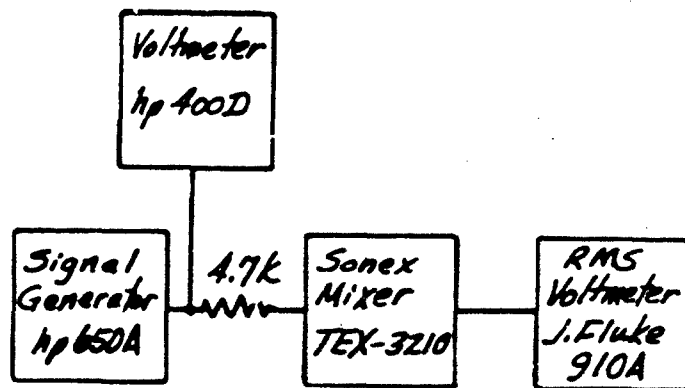 Voltmeter
hp 400D
Signal
Generator
hp 650A
4.7K
Sonex
Mixer
TEX-3210
RMS
Voltmeter
J. Fluke
910A